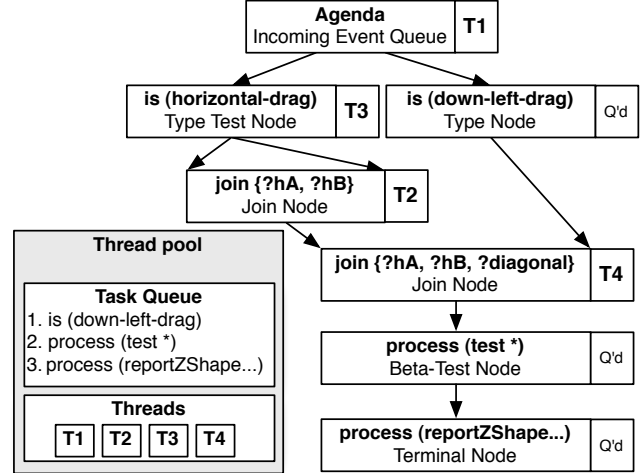 Agenda
Incoming Event Queue
T1
is (horizontal-drag)
Type Test Node
T3
is (down-left-drag)
Type Node
Q'd
join {?hA, ?hB}
Join Node
T2
join {?hA, ?hB, ?diagonal}
Join Node
T4
process (test *)
Beta-Test Node
Q'd
process (reportZShape...)
Terminal Node
Q'd
Thread pool
Task Queue
1. is (down-left-drag)
2. process (test *)
3. process (reportZShape...)
Threads
T1 T2 T3 T4